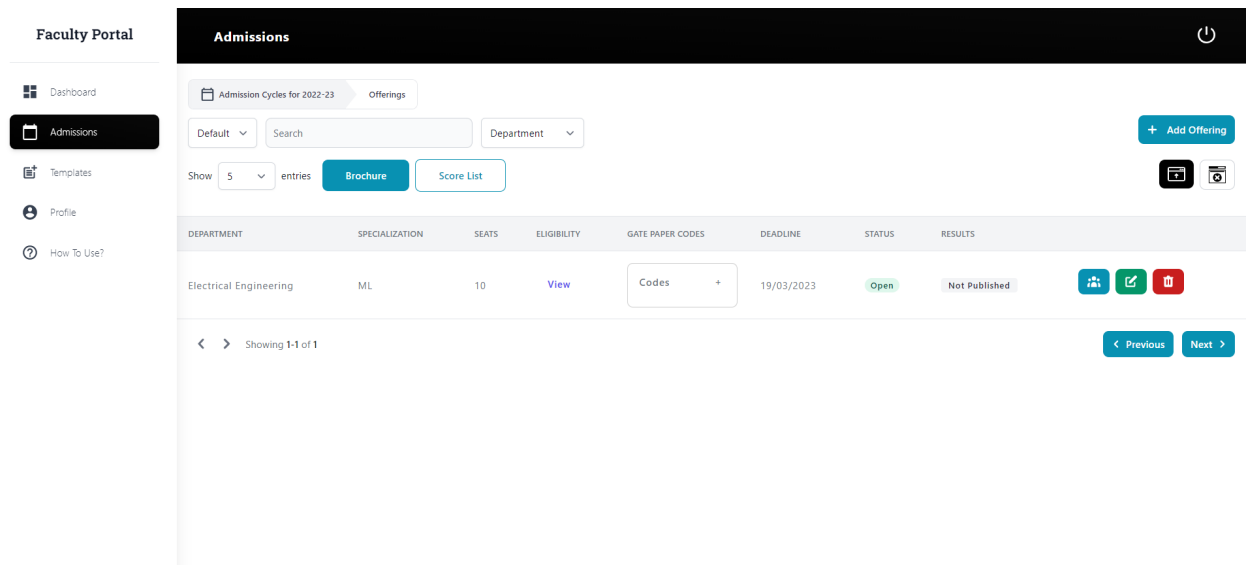 Faculty Portal
Admissions
Dashboard
Admissions
Templates
Profile
How To Use?
Admission Cycles for 2022-23 Offerings
Default Search Department + Add Offering
Show 5 entries Brochure Score List
DEPARTMENT SPECIALIZATION SEATS ELIGIBILITY GATE PAPER CODES DEADLINE STATUS RESULTS
Electrical Engineering ML 10 View Codes + 19/03/2023 Open Not Published
Showing 1-1 of 1 Previous Next